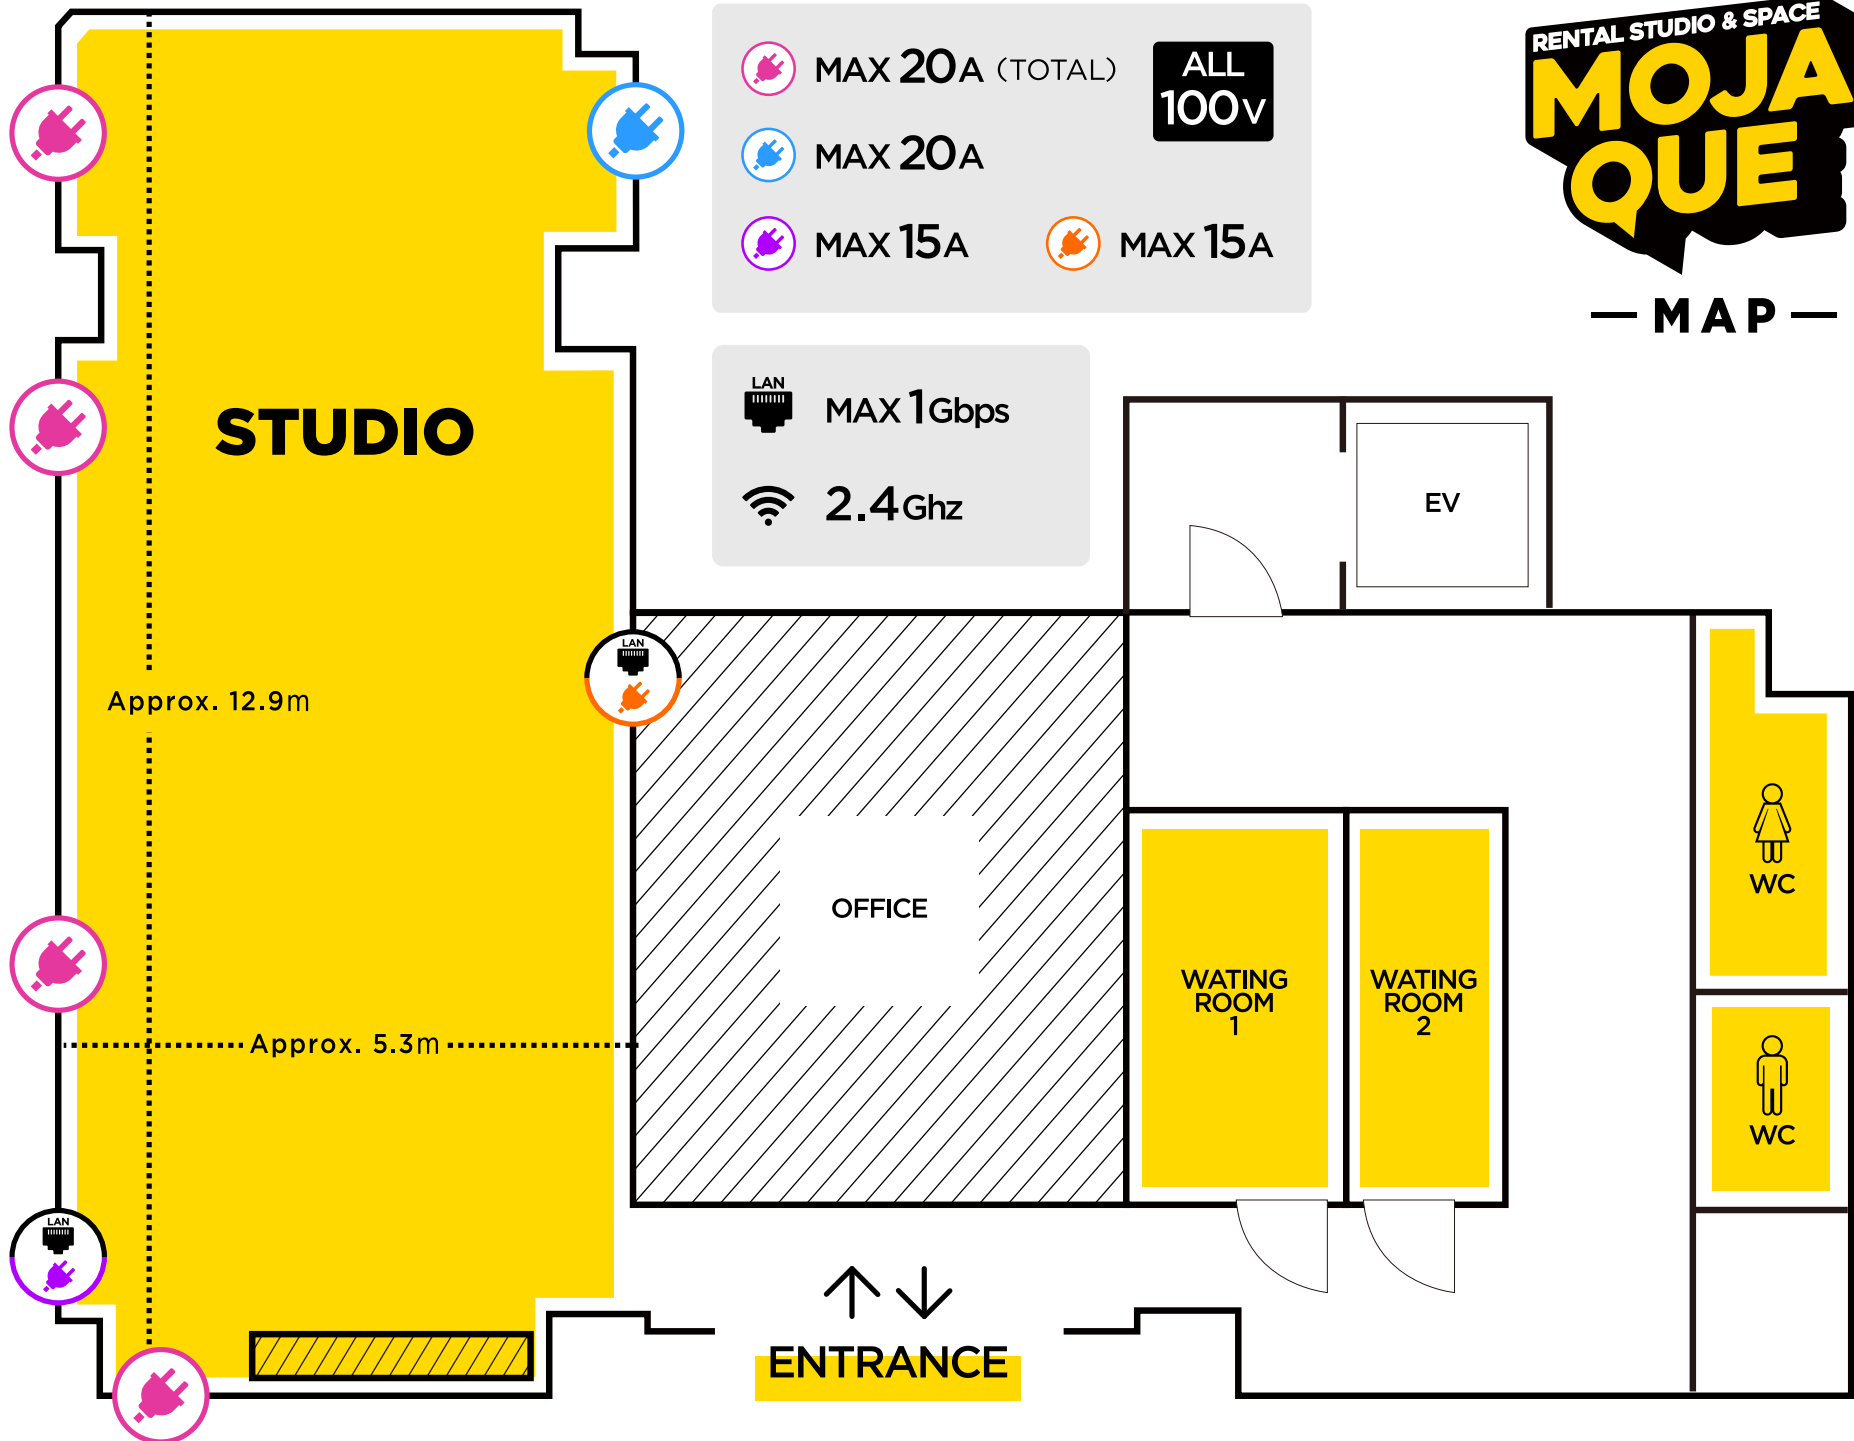 RENTAL STUDIO & SPACE
MOJA
QUE
MAP
MAX 20A (TOTAL)
ALL
100V
MAX 20A
MAX 15A
MAX 15A
LAN
MAX 1Gbps
2.4Ghz
STUDIO
EV
LAN
Approx. 12.9m
OFFICE
WC
WATING
ROOM
1
WATING
ROOM
2
Approx. 5.3m
WC
LAN
ENTRANCE